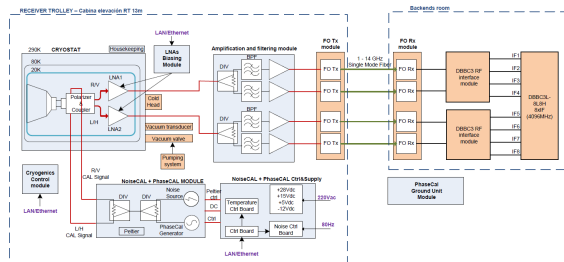 RECEIVER TROLLEY – Cabina elevación RT 13m
Backends room
LAN/Ethernet
290K
CRYOSTAT
Housekeeping
80K
20K
LNAs
Biasing
Module
Amplification and filtering module
FO Tx
module
FO Rx
module
1 - 14 GHz
Single Mode Fiber
R/V
LNA1
Polarizer
&
Coupler
L/H
LNA2
Cold
Head
Vacuum transducer
Vacuum valve
Pumping
system
DIV
BPF
DIV
BPF
FO Tx
FO Tx
FO Tx
FO Tx
FO Rx
FO Rx
FO Rx
FO Rx
DBBC3 RF
interface
module
DBBC3 RF
interface
module
IF1
IF2
IF3
IF4
IF5
IF6
IF7
IF8
DBBC3L-
8L8H
8xIF
(4096MHz)
Cryogenics
Control
module
LAN/Ethernet
R/V
CAL Signal
L/H
CAL Signal
NoiseCAL + PhaseCAL MODULE
DIV
DIV
Noise
Source
PhaseCal
Generator
Peltier
Peltier
ctrl
DC
Ctrl
NoiseCAL + PhaseCAL Ctrl&Supply
Temperature
Ctrl Board
+28Vdc
+15Vdc
+5Vdc
-12Vdc
Ctrl Board
Noise Ctrl
Board
220Vac
80Hz
LAN/Ethernet
PhaseCal
Ground Unit
Module